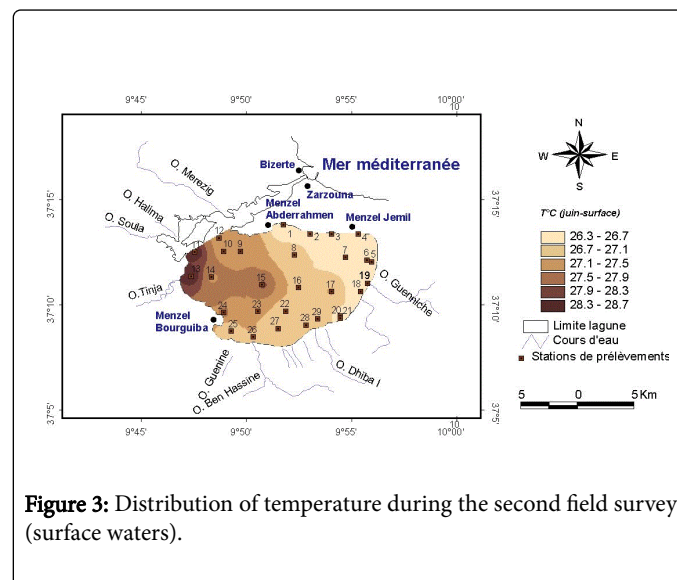 9°45' 9°50' 9°55' 10°00'
37°15'
37°10'
37°5'
O. Merezig
O. Halima
O. Soula
O.Tinja
Bizerte
Mer méditerranée
Zarzouna
Menzel
Abderrahmen
Menzel Jemil
12
10
9
1
2
3
4
8
7
6
5
11
13
14
15
16
17
18
19
O. Guenniche
24
23
22
29
20
21
25
26
27
28
Menzel
Bourguiba
O. Guenine
O. Ben Hassine
O. Dhiba I
37°15'
37°10'
37°5'
9°45' 9°50' 9°55' 10°00'
N
W E
S
T°C (juin-surface)
26.3 - 26.7
26.7 - 27.1
27.1 - 27.5
27.5 - 27.9
27.9 - 28.3
28.3 - 28.7
Limite lagune
Cours d'eau
Stations de prélèvements
5 0 5 Km
Figure 3: Distribution of temperature during the second field survey
(surface waters).